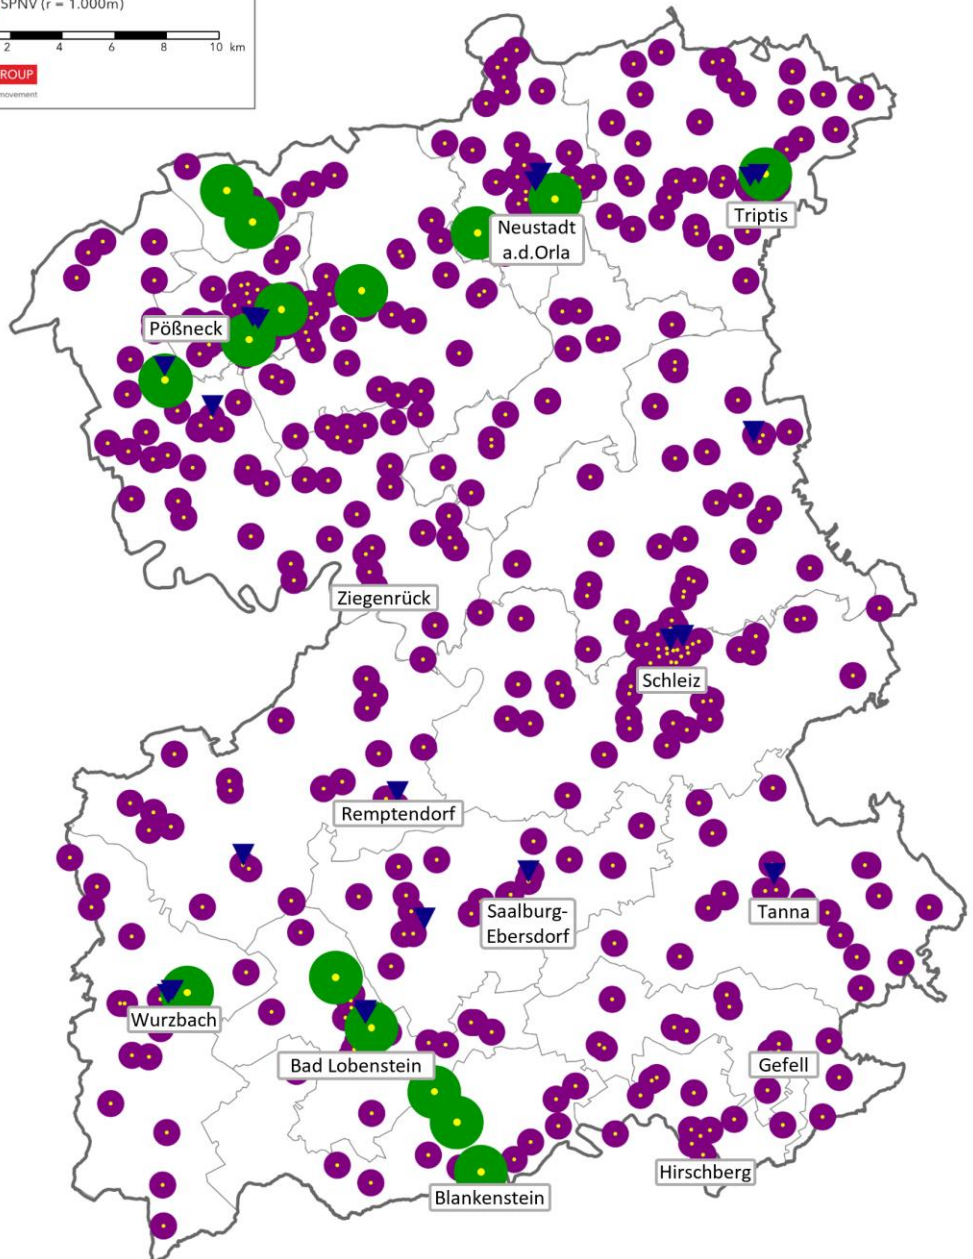 SPNV (r = 1.000m)
2 4 6 8 10 km
ROUP
movement
Triptis
Neustadt
a.d.Orla
Pößneck
Ziegenrück
Schleiz
Remptendorf
Saalburg-
Ebersdorf
Tanna
Wurzbach
Bad Lobenstein
Gefell
Hirschberg
Blankenstein